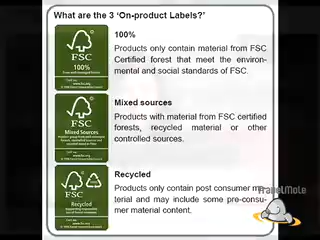 What are the 3 'On-product Labels?'
FSC
100%
100%
Products only contain material from FSC
Certified forest that meet the environ-
mental and social standards of FSC.
FSC
Mixed Sources
Mixed sources
Products with material from FSC certified
forests, recycled material or other
controlled sources.
FSC
Recycled
Recycled
Products only contain post consumer ma-
terial and may include some pre-consu-
mer material content.
TravelMole